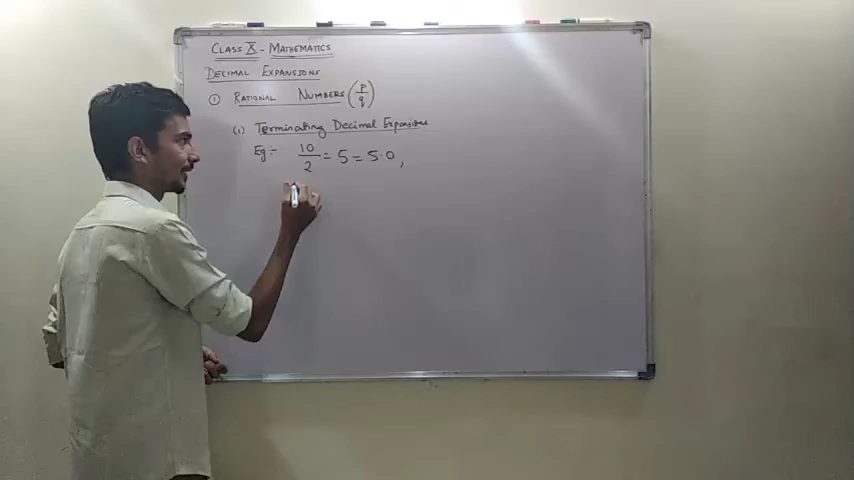 CLASS X - MATHEMATICS
DECIMAL EXPANSIONS
① RATIONAL NUMBERS (p/q)
(i) Terminating Decimal Expansions
Eg:- 10/2 = 5 = 5.0,